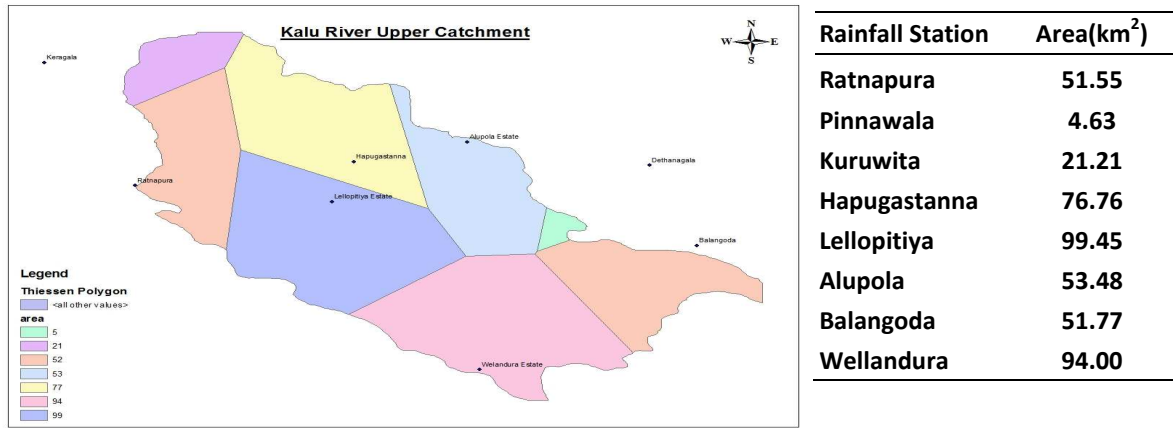 Kalu River Upper Catchment
N
W E
S
Keragala
Alupola Estate
Hapugastanna
Dethanagala
Ratnapura
Lellopitiya Estate
Balangoda
Welandura Estate
Legend
Thiessen Polygon
<all other values>
area
5
21
52
53
77
94
99
Rainfall Station Area(km²)
Ratnapura 51.55
Pinnawala 4.63
Kuruwita 21.21
Hapugastanna 76.76
Lellopitiya 99.45
Alupola 53.48
Balangoda 51.77
Wellandura 94.00